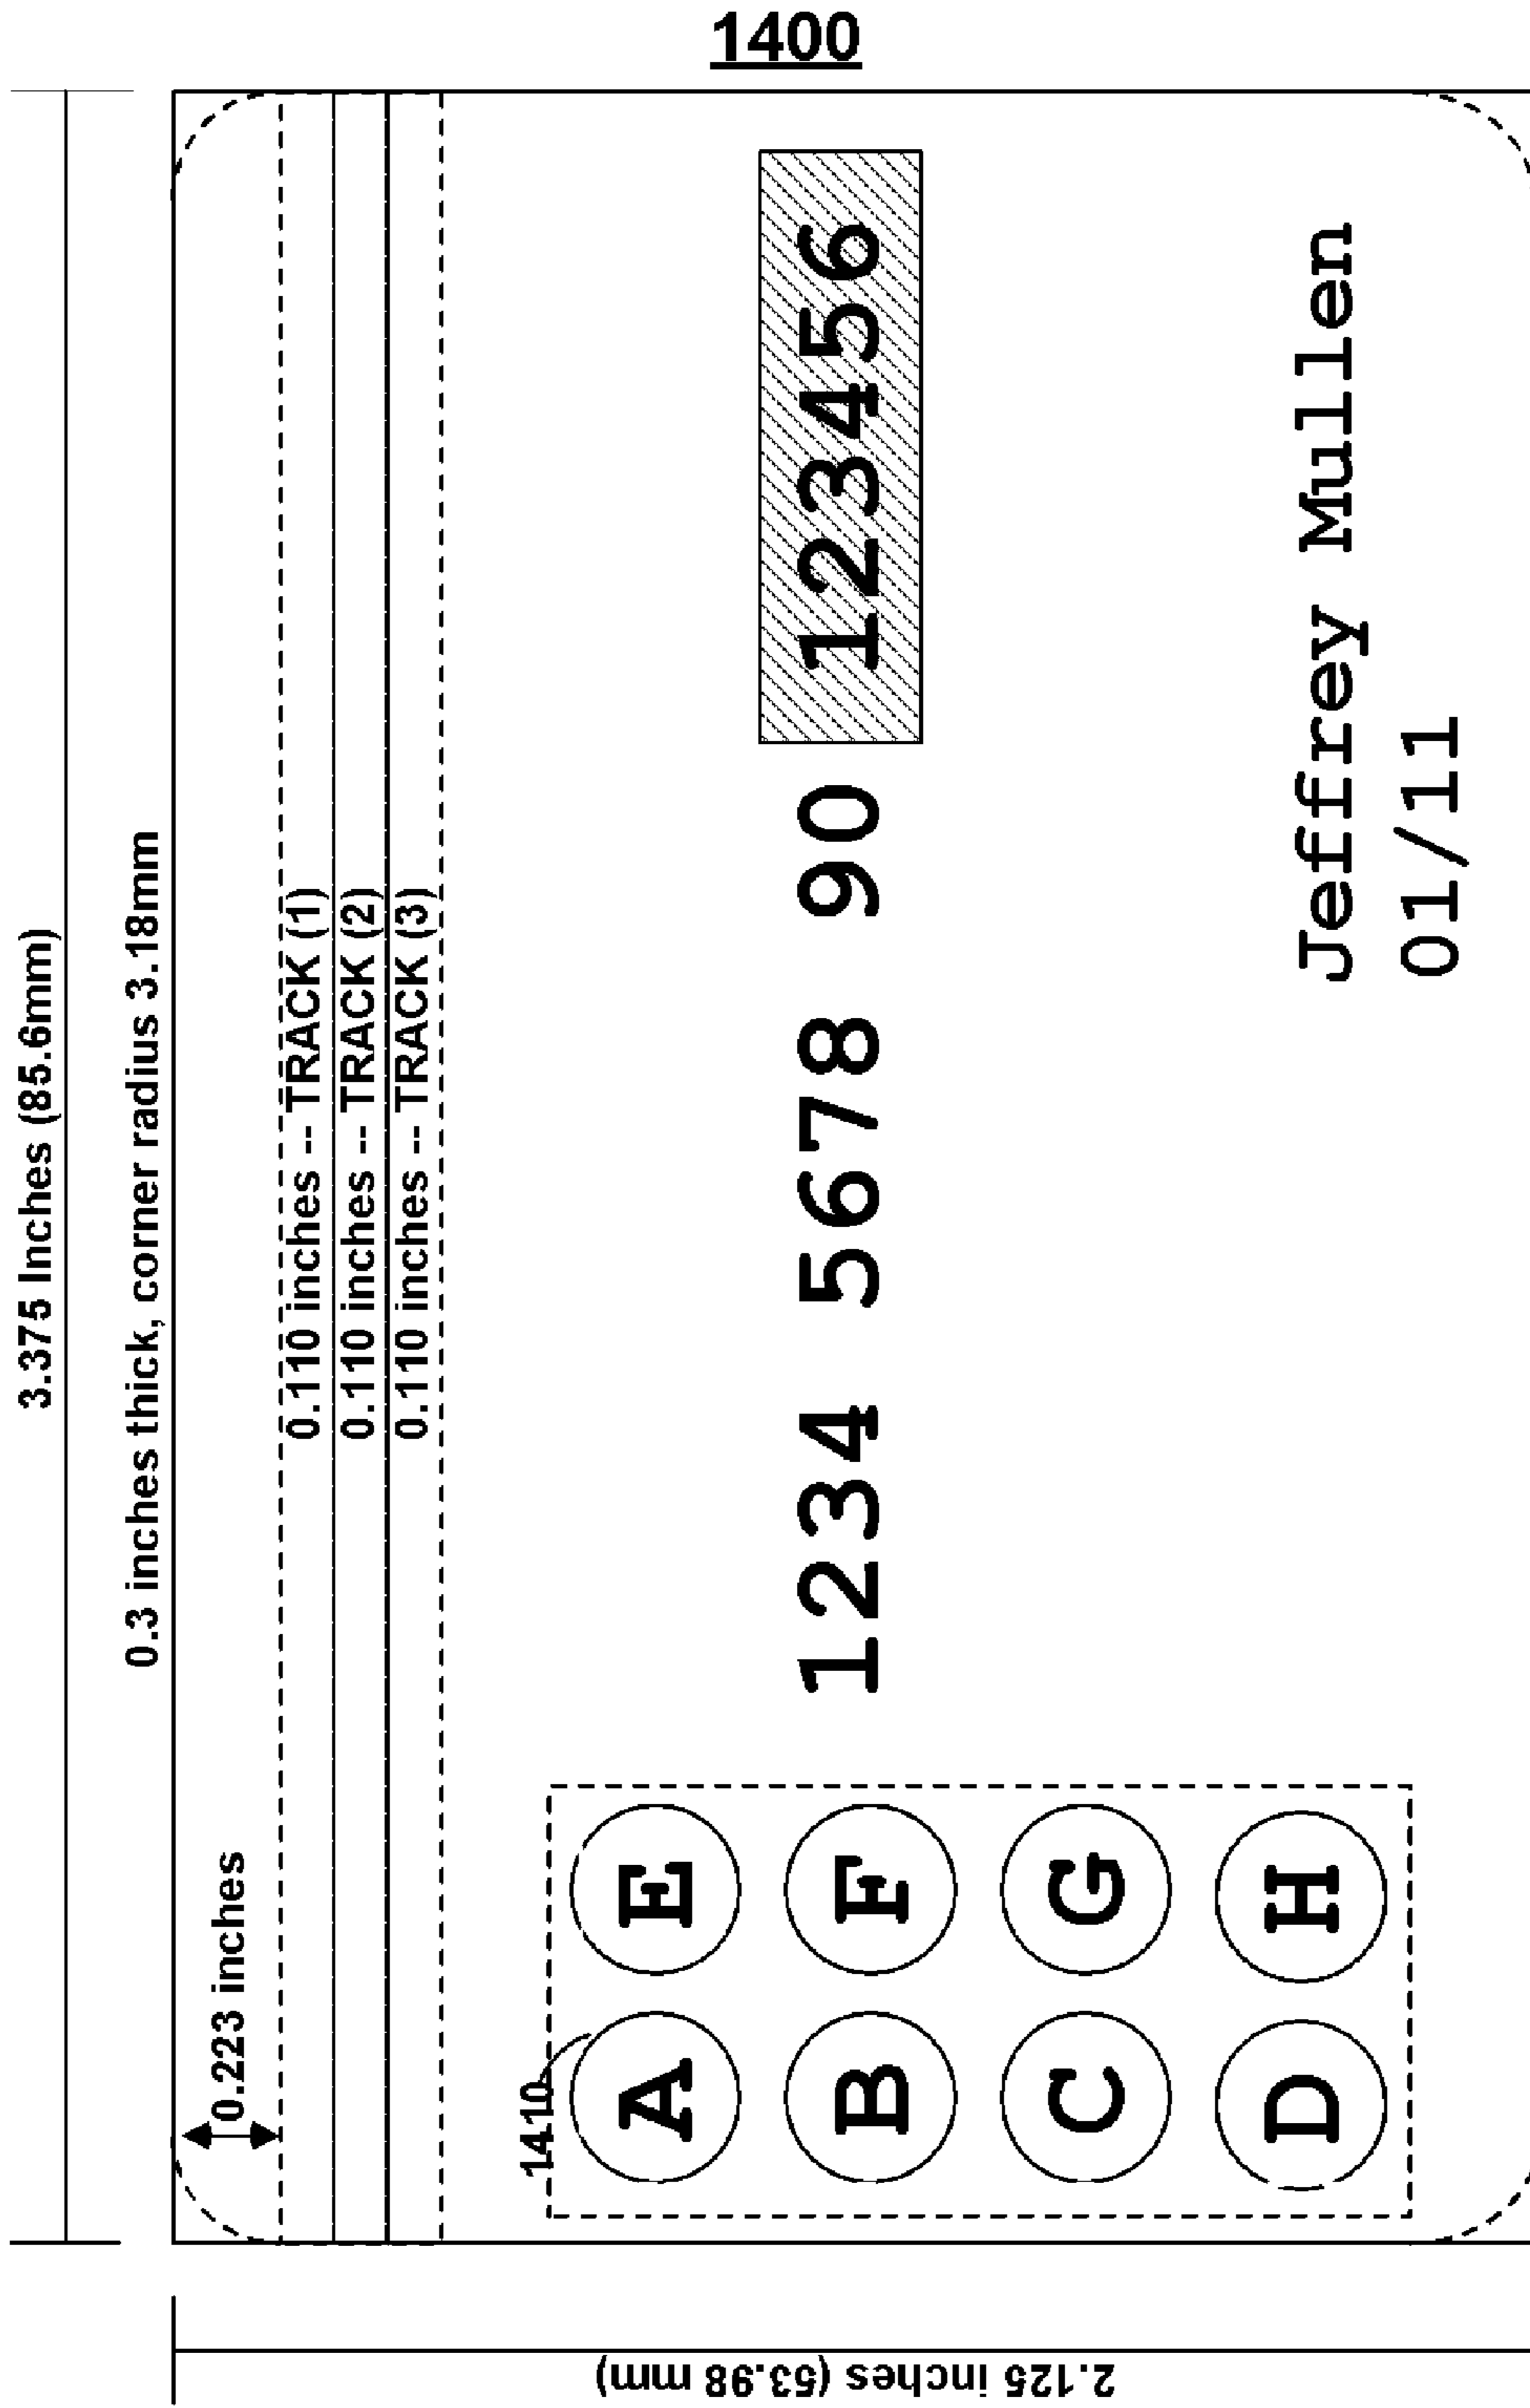 1400
3.375 Inches (85.6mm)
0.3 inches thick, corner radius 3.18mm
0.223 inches
0.110 inches -- TRACK (1)
0.110 inches -- TRACK (2)
0.110 inches -- TRACK (3)
1410
A E
B F
C G
D H
1234 5678 90 123456
Jeffrey Mullen
01/11
2.125 inches (53.98 mm)